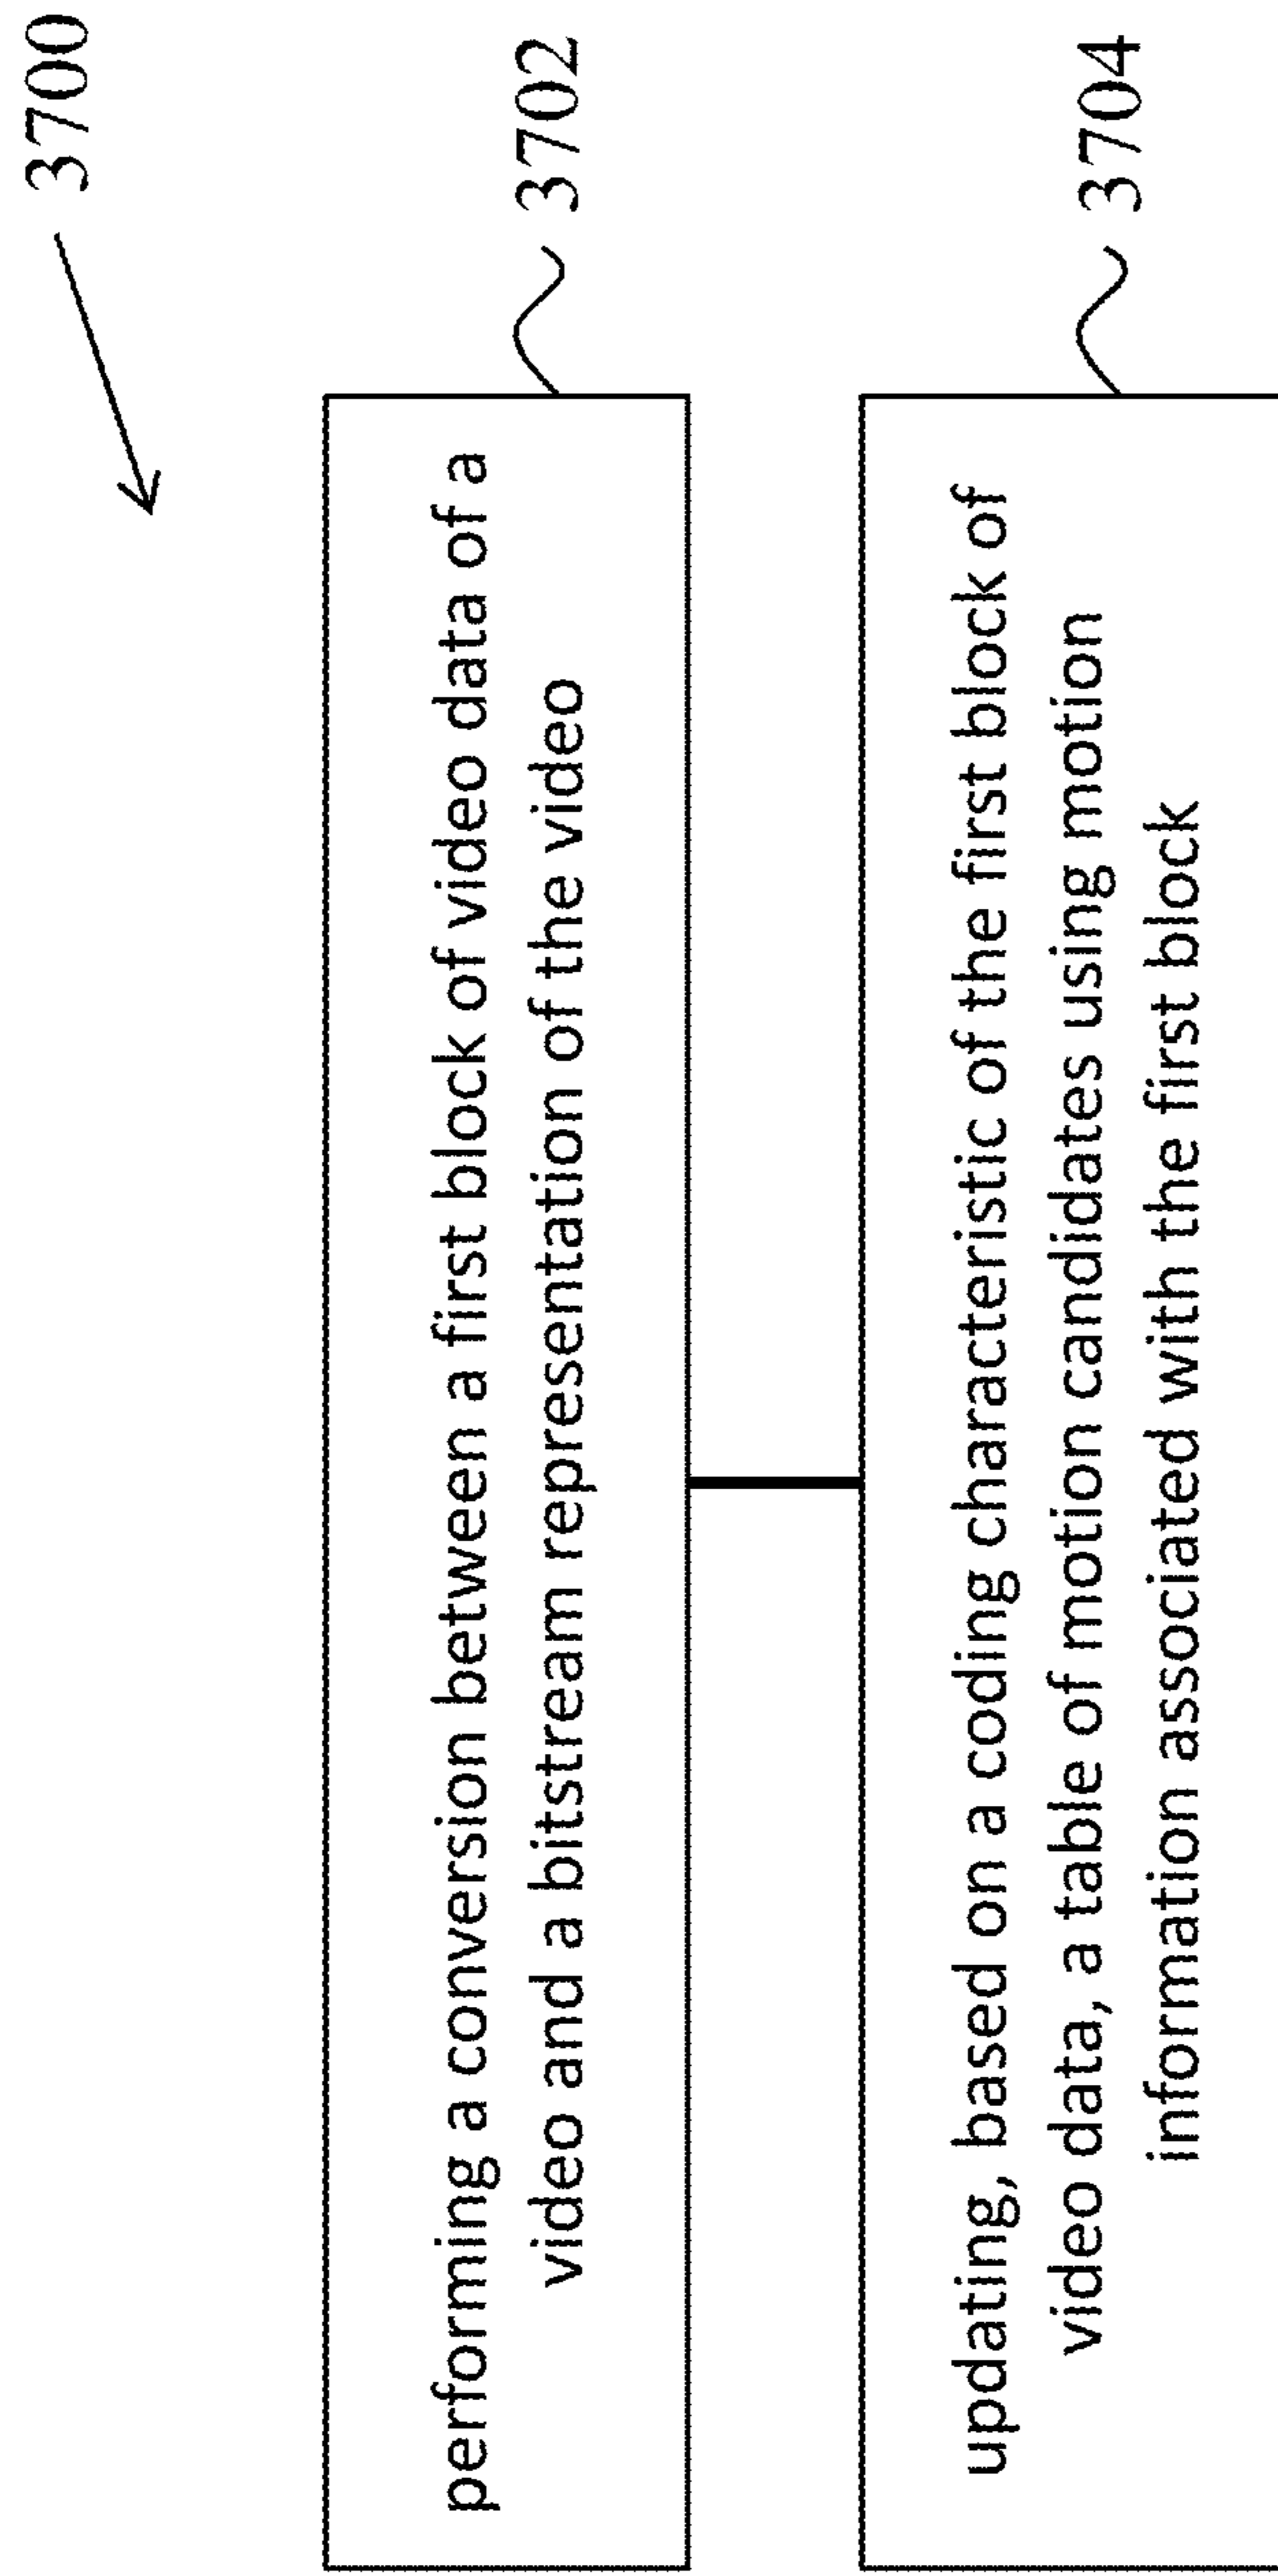 3700
performing a conversion between a first block of video data of a
video and a bitstream representation of the video
3702
updating, based on a coding characteristic of the first block of
video data, a table of motion candidates using motion
information associated with the first block
3704